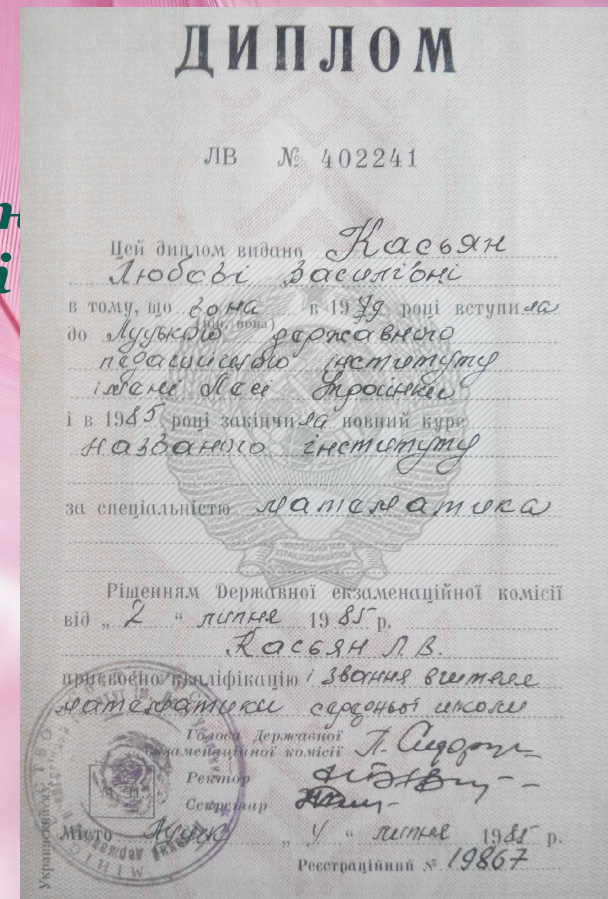 ДИПЛОМ
ЛВ № 402241
Цей диплом видано Касьян
Любові Василівні
в тому, що вона в 1979 році вступила
(він, вона)
до Луцького державного
педагогічного інституту
імені Лесі Українки
і в 1985 році закінчила повний курс
названого інституту
за спеціальністю математика
Рішенням Державної екзаменаційної комісії
від „ 2 “ липня 1985 р.
Касьян Л.В.
присвоєно кваліфікацію і звання вчителя
математики середньої школи
Голова Державної
екзаменаційної комісії
Ректор
Секретар
Місто Луцьк „ 4 “ липня 1985 р.
Реєстраційний № 19867